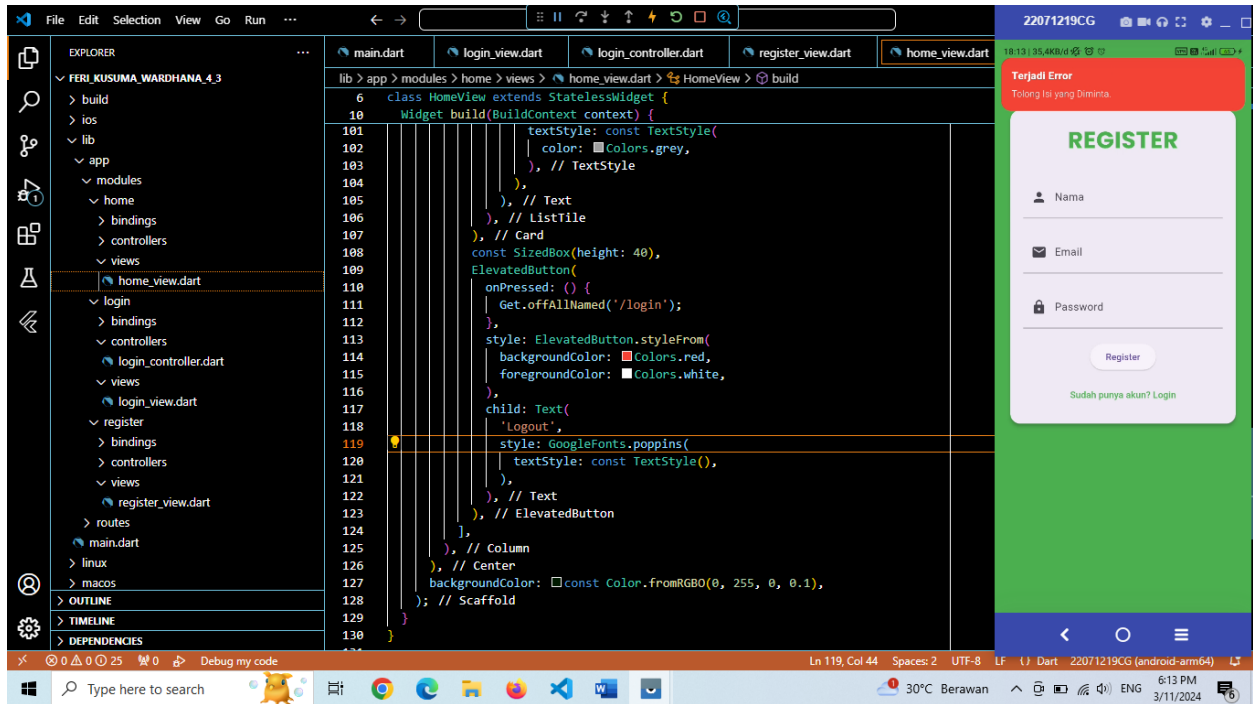 File Edit Selection View Go Run ···
22071219CG
EXPLORER ···
FERI_KUSUMA_WARDHANA_4_3
build
ios
lib
app
modules
home
bindings
controllers
views
home_view.dart
login
bindings
controllers
login_controller.dart
views
login_view.dart
register
bindings
controllers
views
register_view.dart
routes
main.dart
linux
macos
OUTLINE
TIMELINE
DEPENDENCIES
1
main.dart login_view.dart login_controller.dart register_view.dart home_view.dart
lib > app > modules > home > views > home_view.dart > HomeView > build
6 class HomeView extends StatelessWidget {
10 Widget build(BuildContext context) {
101 textStyle: const TextStyle(
102 color: Colors.grey,
103 ), // TextStyle
104 ),
105 ), // Text
106 ), // ListTile
107 ), // Card
108 const SizedBox(height: 40),
109 ElevatedButton(
110 onPressed: () {
111 Get.offAllNamed('/login');
112 },
113 style: ElevatedButton.styleFrom(
114 backgroundColor: Colors.red,
115 foregroundColor: Colors.white,
116 ),
117 child: Text(
118 'Logout',
119 style: GoogleFonts.poppins(
120 textStyle: const TextStyle(),
121 ),
122 ), // Text
123 ), // ElevatedButton
124 ],
125 ), // Column
126 ), // Center
127 backgroundColor: const Color.fromRGBO(0, 255, 0, 0.1),
128 ); // Scaffold
129 }
130 }
18:13 | 35,4KB/d
Terjadi Error
Tolong Isi yang Diminta.
REGISTER
Nama
Email
Password
Register
Sudah punya akun? Login
0 0 25 0 Debug my code Ln 119, Col 44 Spaces: 2 UTF-8 LF Dart 22071219CG (android-arm64)
Type here to search 1 30°C Berawan ENG 6:13 PM
3/11/2024 6